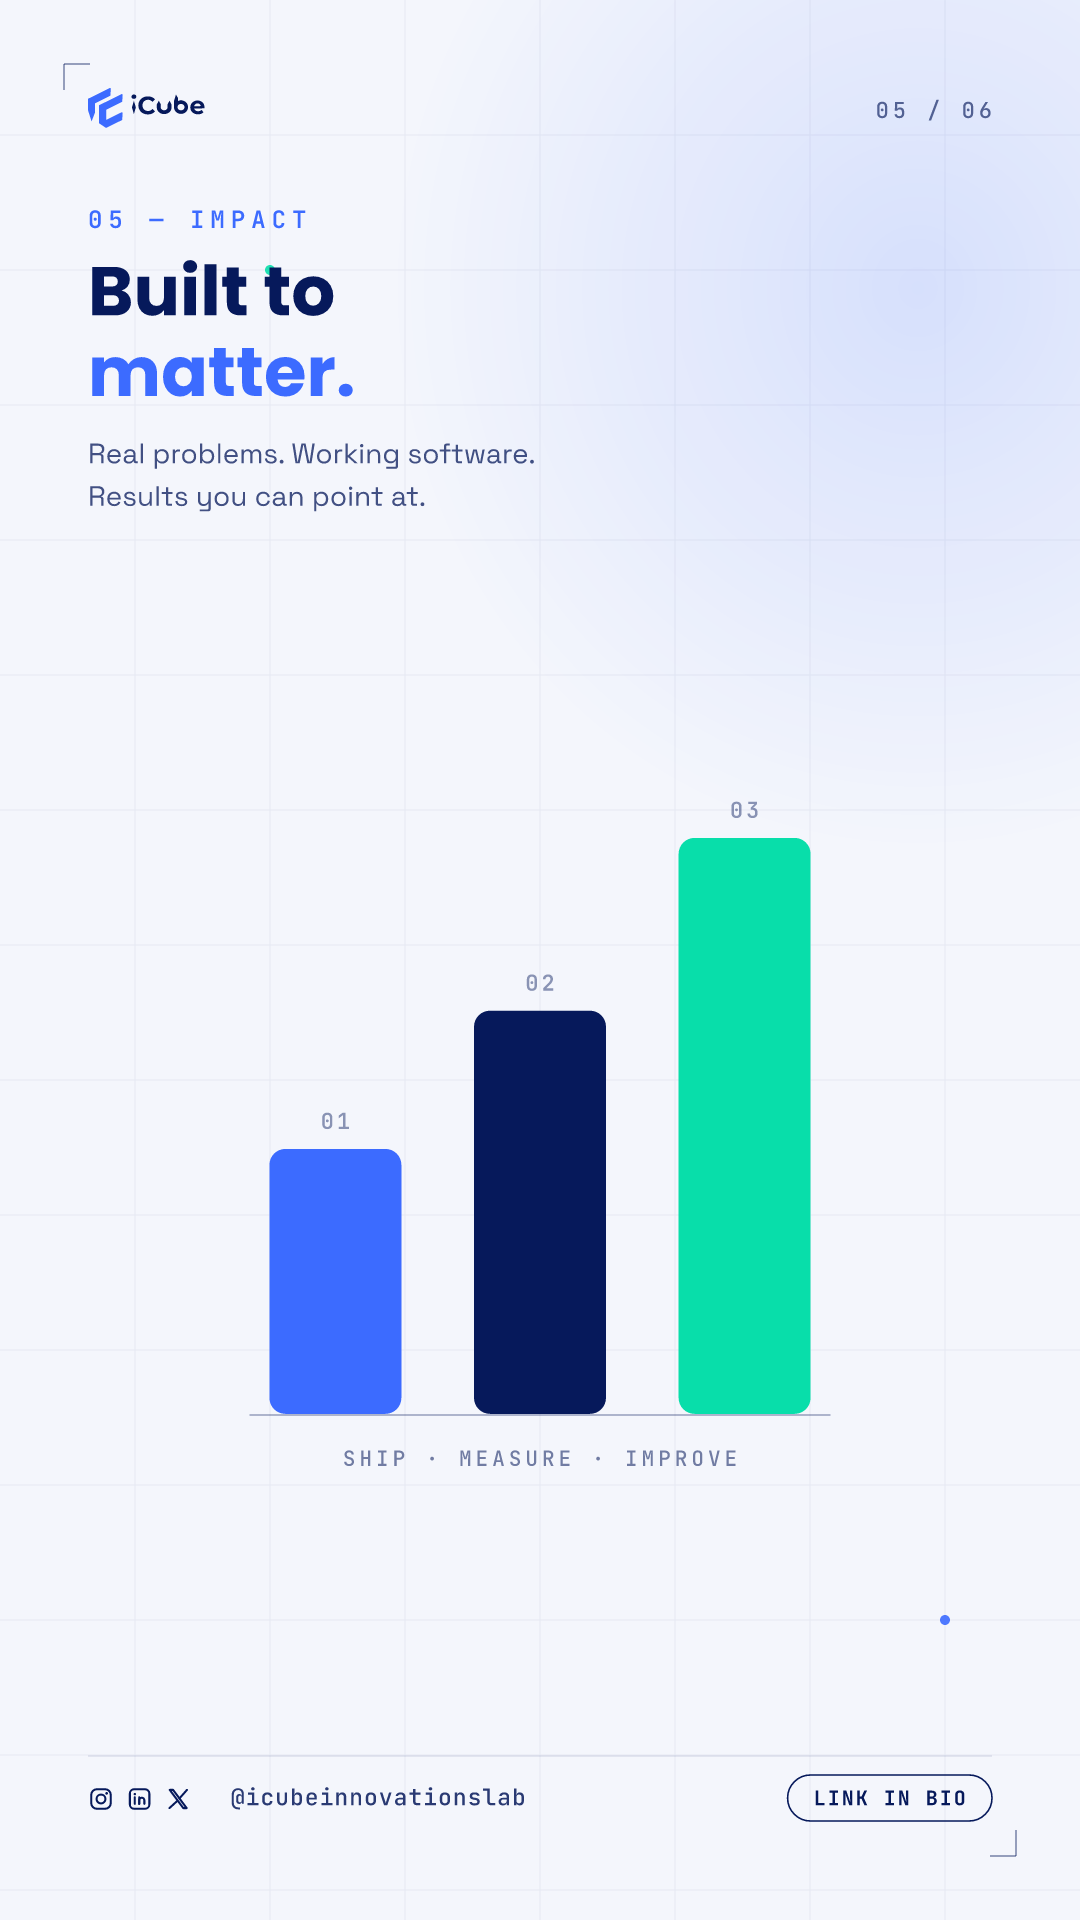 iCube
05 / 06
05 — IMPACT
Built to
matter.
Real problems. Working software.
Results you can point at.
03
02
01
SHIP · MEASURE · IMPROVE
@icubeinnovationslab
LINK IN BIO